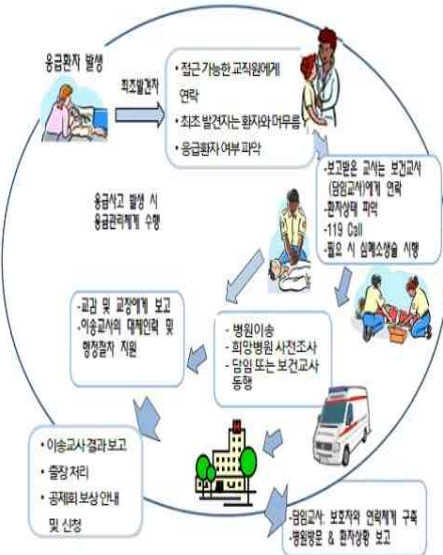 응급환자 발생
최초발견자
• 접근 가능한 교직원에게
연락
• 최초 발견자는 환자와 머무름
• 응급환자 여부 파악
-보고받은 교사는 보건교사
(담임교사)에게 연락
-환자상태 파악
-119 Call
-필요 시 심폐소생술 시행
응급사고 발생 시
응급관리체계 수행
-교감 및 교장에게 보고
-이송교사의 대체인력 및
행정절차 지원
- 병원이송
- 희망병원 사전조사
- 담임 또는 보건교사
동행
• 이송교사 결과 보고
• 출장 처리
• 공제회 보상 안내
및 신청
-담임교사: 보호자와 연락체계 구축
-병원방문 & 환자상황 보고